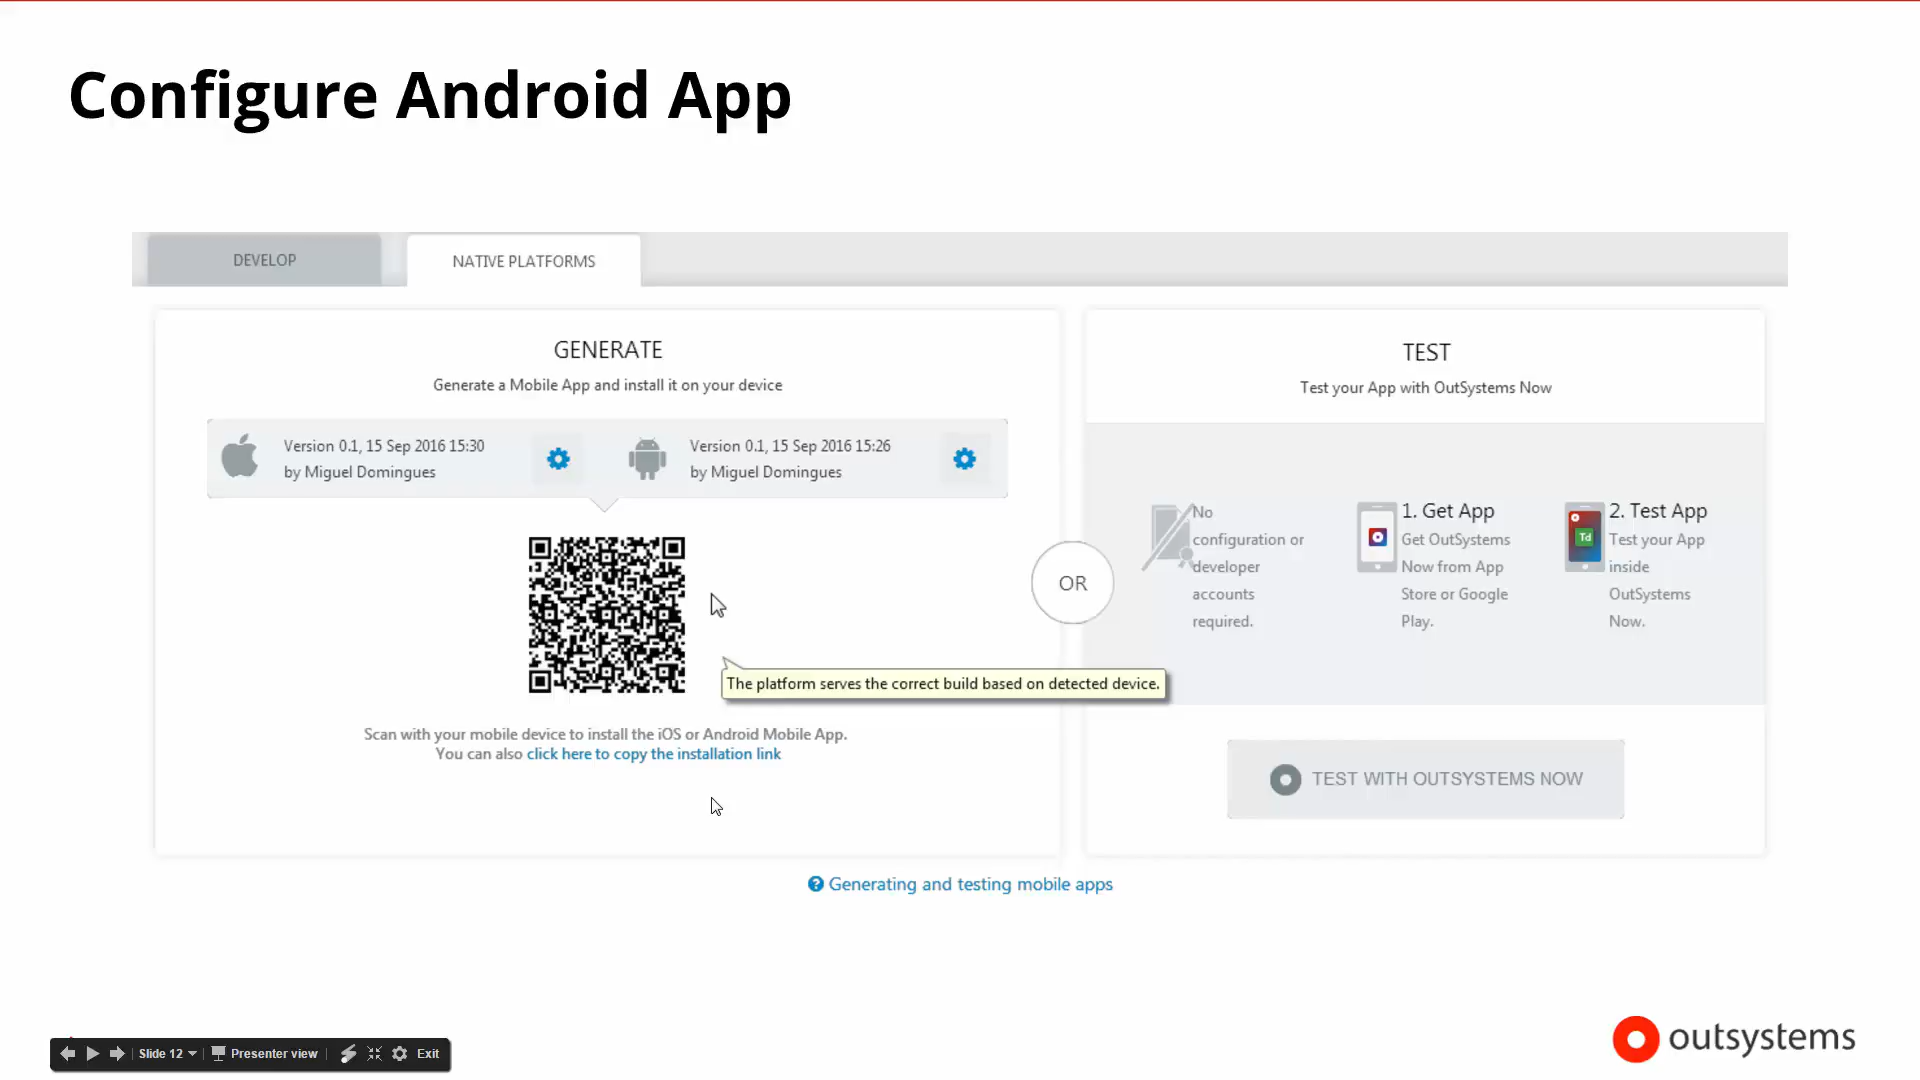 Configure Android App
DEVELOP
NATIVE PLATFORMS
GENERATE
Generate a Mobile App and install it on your device
Version 0.1, 15 Sep 2016 15:30
by Miguel Domingues
Version 0.1, 15 Sep 2016 15:26
by Miguel Domingues
The platform serves the correct build based on detected device.
Scan with your mobile device to install the iOS or Android Mobile App.
You can also click here to copy the installation link
OR
TEST
Test your App with OutSystems Now
No
configuration or
developer
accounts
required.
1. Get App
Get OutSystems
Now from App
Store or Google
Play.
Td
2. Test App
Test your App
inside
OutSystems
Now.
TEST WITH OUTSYSTEMS NOW
Generating and testing mobile apps
Slide 12
Presenter view
Exit
outsystems